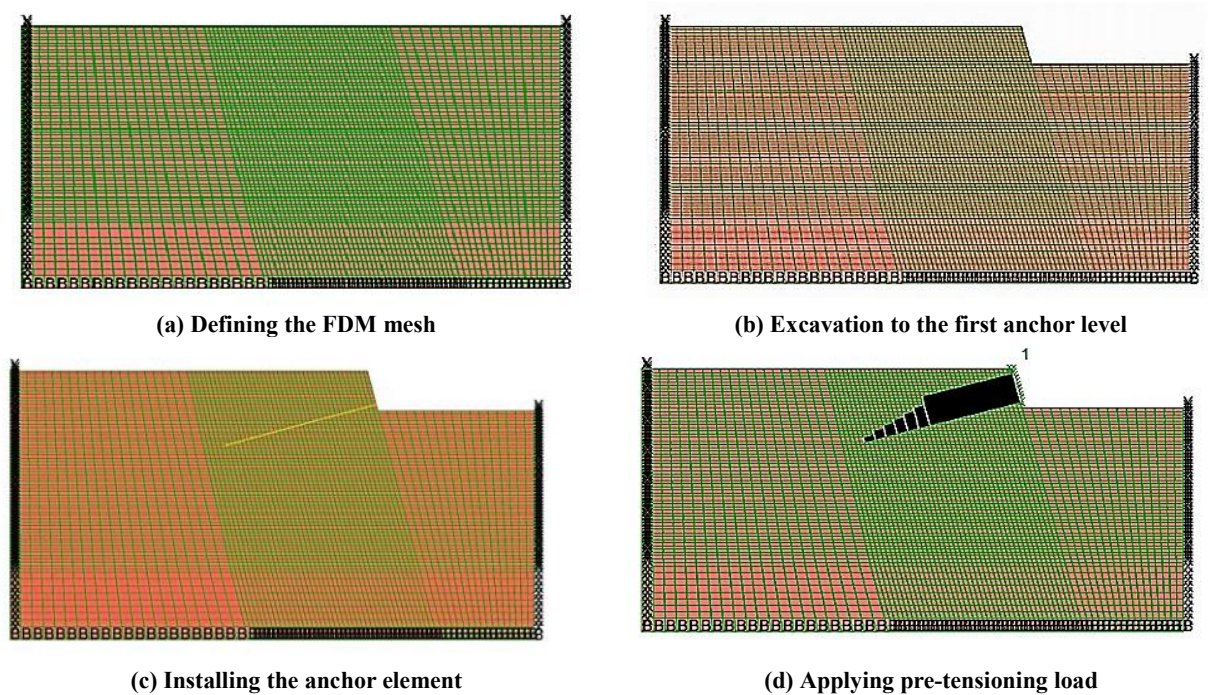 (a) Defining the FDM mesh
(b) Excavation to the first anchor level
1
(c) Installing the anchor element
(d) Applying pre-tensioning load